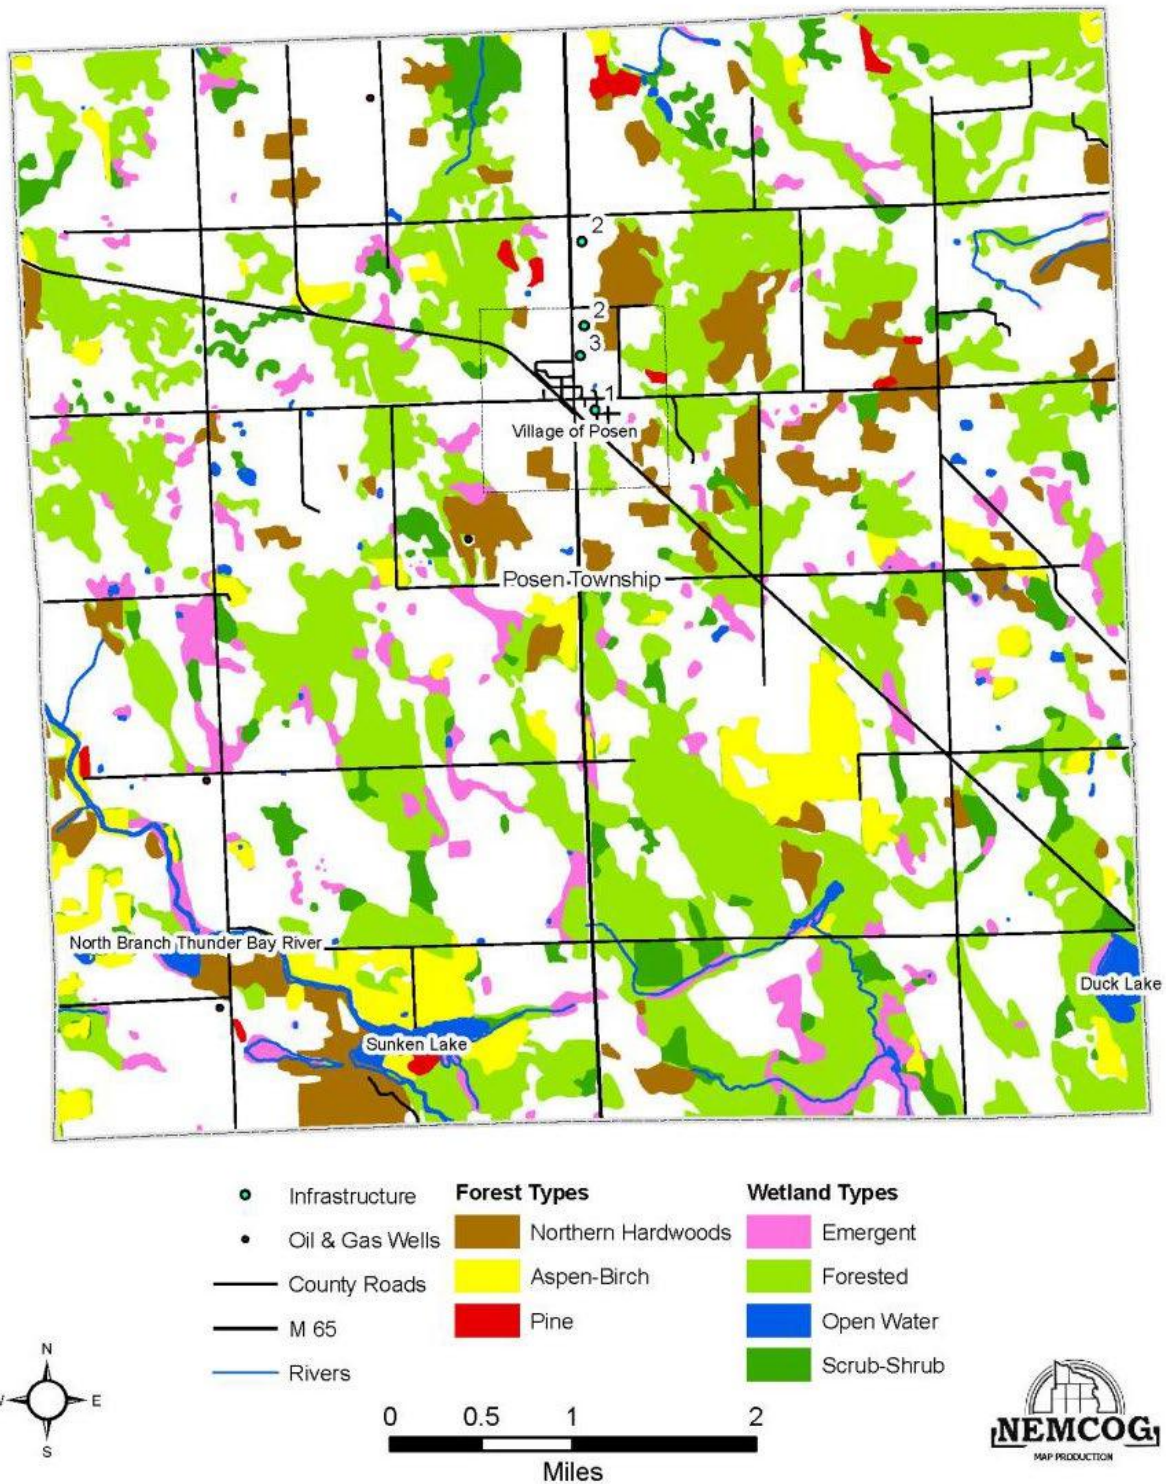 2
2
3
1
Village of Posen
Posen Township
North Branch Thunder Bay River
Duck Lake
Sunken Lake
Infrastructure
Oil & Gas Wells
County Roads
M 65
Rivers
Forest Types
Northern Hardwoods
Aspen-Birch
Pine
Wetland Types
Emergent
Forested
Open Water
Scrub-Shrub
N
E
S
0 0.5 1 2
Miles
NEMCOG
MAP PRODUCTION